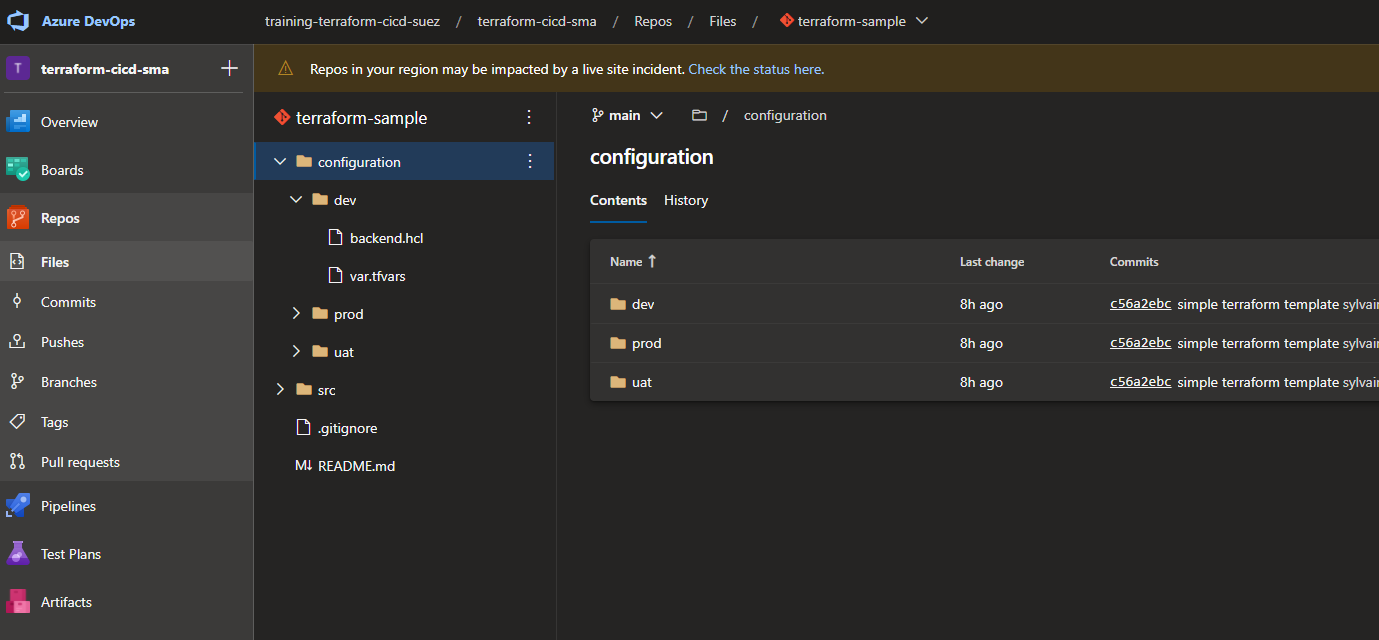 Azure DevOps
training-terraform-cicd-suez / terraform-cicd-sma / Repos / Files / terraform-sample
T terraform-cicd-sma
Repos in your region may be impacted by a live site incident. Check the status here.
Overview
Boards
Repos
Files
Commits
Pushes
Branches
Tags
Pull requests
Pipelines
Test Plans
Artifacts
terraform-sample
configuration
dev
backend.hcl
var.tfvars
prod
uat
src
.gitignore
M↓ README.md
main / configuration
configuration
Contents History
Name ↑ Last change Commits
dev 8h ago c56a2ebc simple terraform template sylvain
prod 8h ago c56a2ebc simple terraform template sylvain
uat 8h ago c56a2ebc simple terraform template sylvain